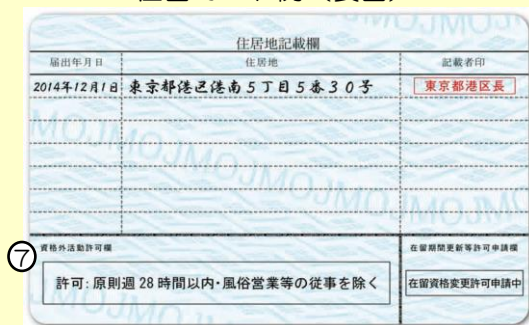 住居地記載欄
届出年月日 住居地 記載者印
2014年12月1日 東京都港区港南5丁目5番30号 東京都港区長
MOJMOJMOJMOJMOJMOJ
⑦ 資格外活動許可欄 在留期間更新等許可申請欄
許可:原則週28時間以内・風俗営業等の従事を除く 在留資格変更許可申請中